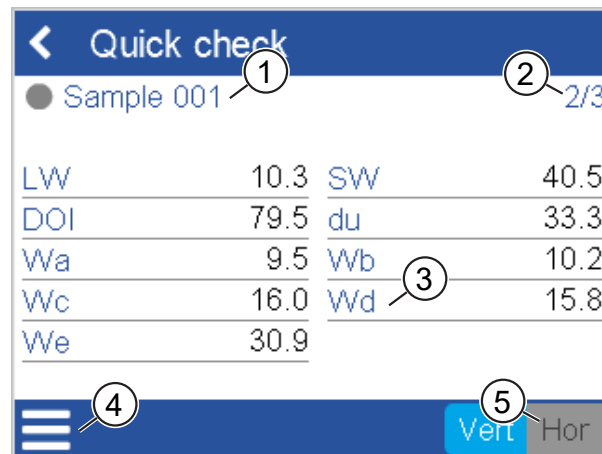 Quick check
1
2
Sample 001
2/3
LW 10.3 SW 40.5
DOI 79.5 du 33.3
Wa 9.5 Wb 10.2
3
Wc 16.0 Wd 15.8
We 30.9
4
5
Vert Hor